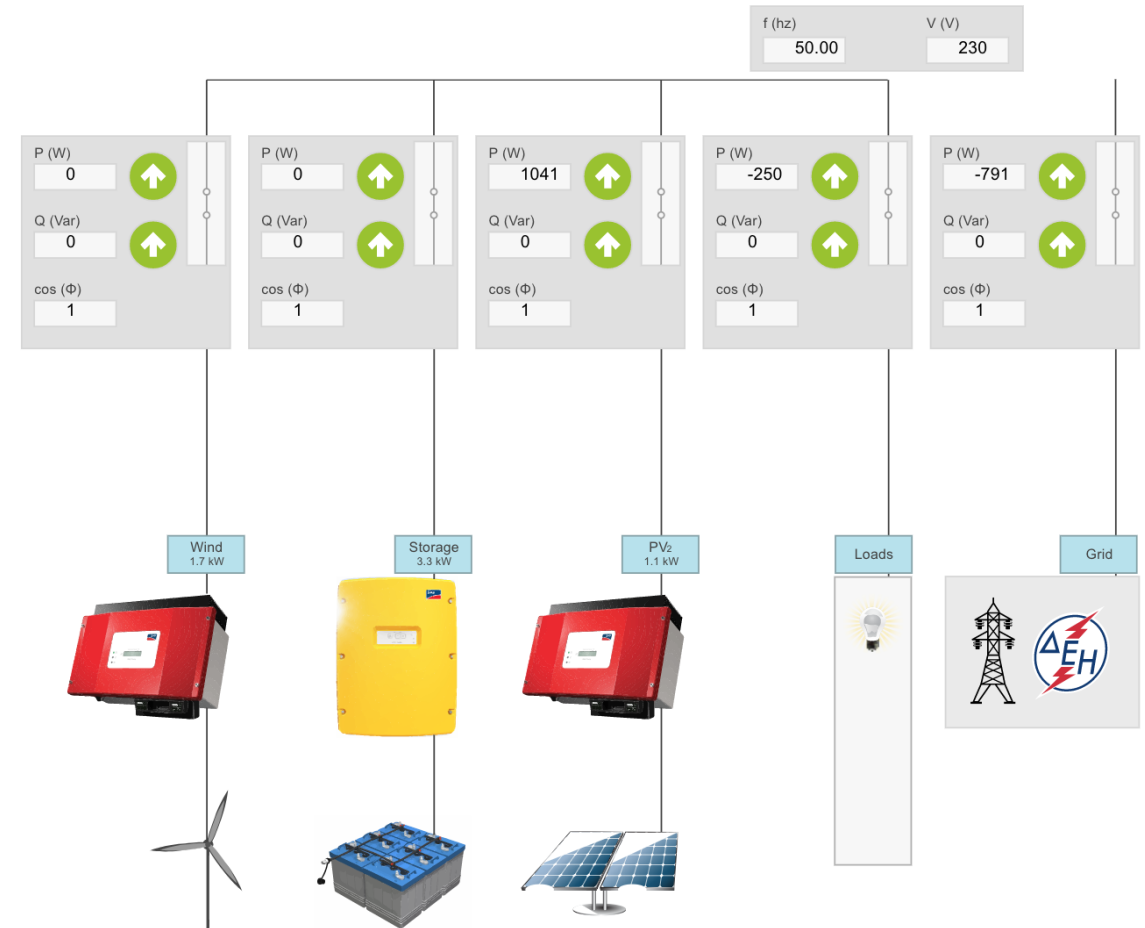 f (hz) V (V)
50.00 230
P (W) P (W) P (W) P (W) P (W)
0 0 1041 -250 -791
Q (Var) Q (Var) Q (Var) Q (Var) Q (Var)
0 0 0 0 0
cos (Φ) cos (Φ) cos (Φ) cos (Φ) cos (Φ)
1 1 1 1 1
Wind Storage PV₂ Loads Grid
1.7 kW 3.3 kW 1.1 kW
ΔΕΗ